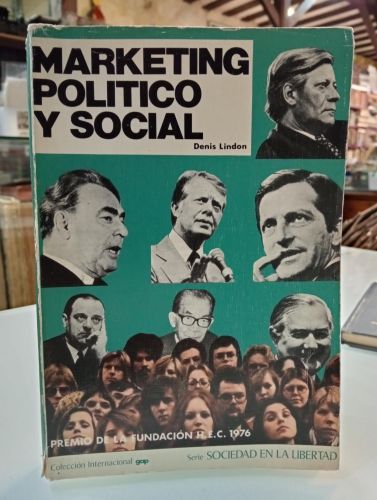 MARKETING
POLITICO
Y SOCIAL
Denis Lindon
PREMIO DE LA FUNDACIÓN H.E.C. 1976
Colección Internacional gap
Serie SOCIEDAD EN LA LIBERTAD